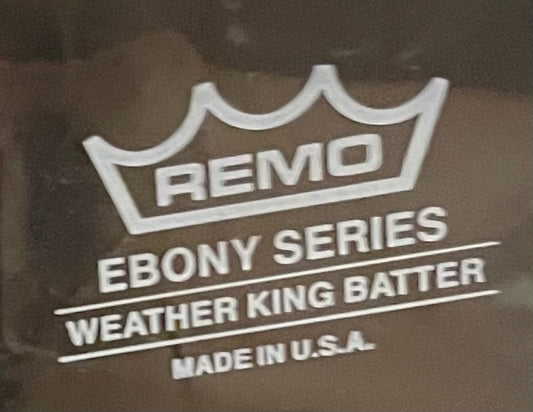 REMO
EBONY SERIES
WEATHER KING BATTER
MADE IN U.S.A.